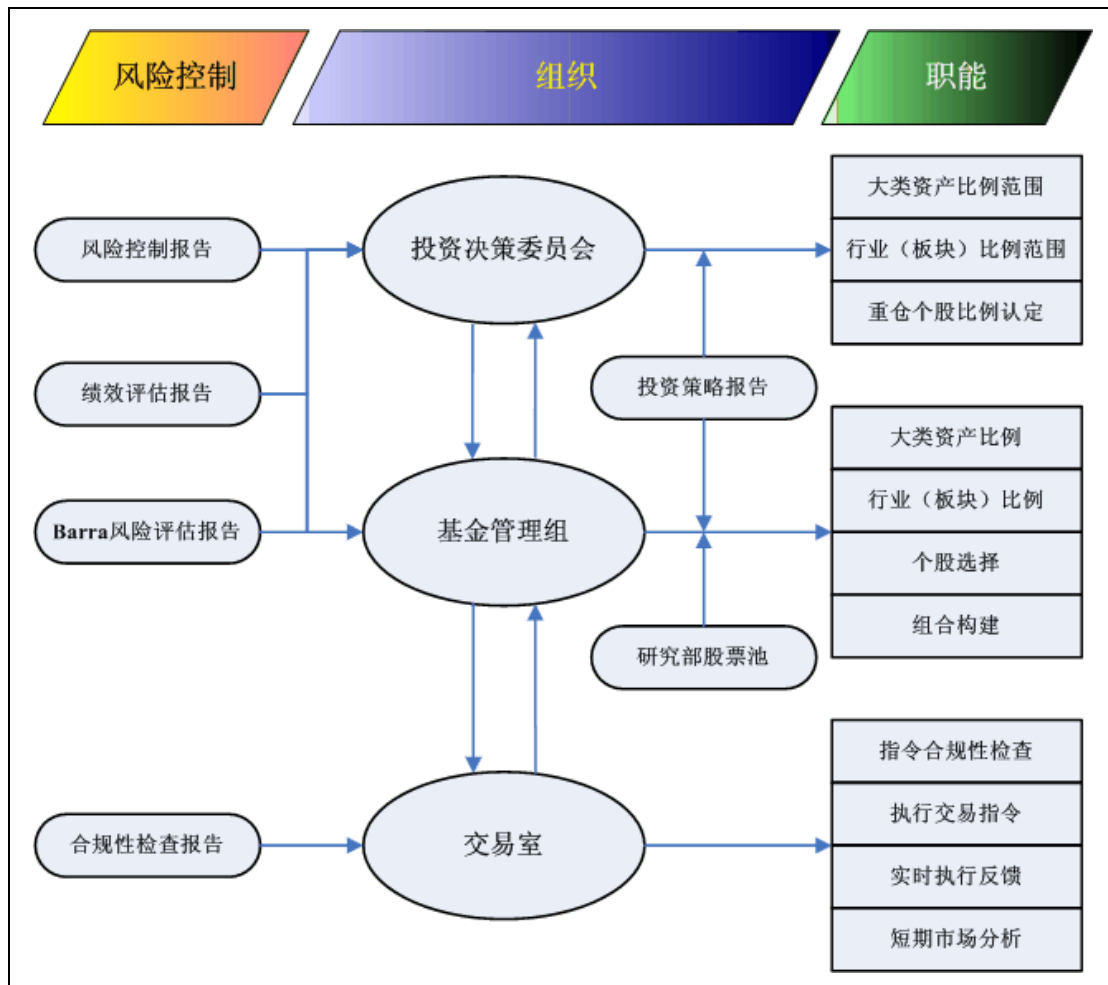 风险控制
组织
职能
大类资产比例范围
风险控制报告
投资决策委员会
行业（板块）比例范围
重仓个股比例认定
绩效评估报告
投资策略报告
大类资产比例
行业（板块）比例
Barra风险评估报告
基金管理组
个股选择
组合构建
研究部股票池
指令合规性检查
执行交易指令
合规性检查报告
交易室
实时执行反馈
短期市场分析